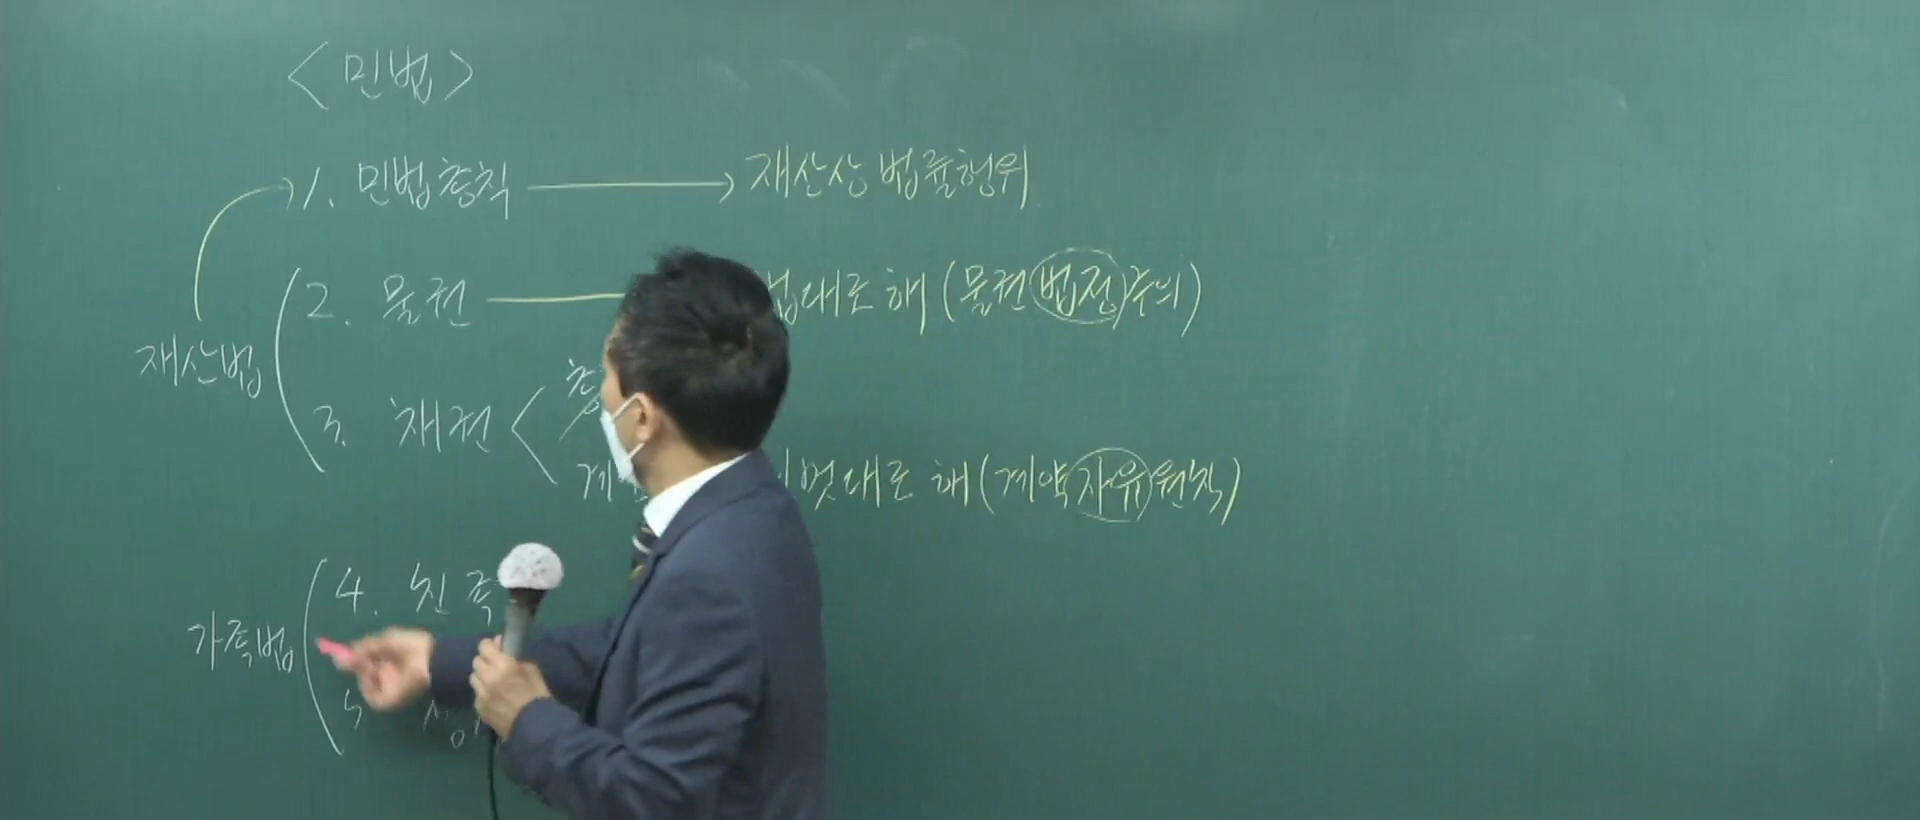 <민법>
1. 민법총칙 → 재산상 법률행위
2. 물권 법대로 해 (물권법정주의)
재산법
3. 채권
멋대로 해 (계약자유원칙)
4. 친족
가족법
5